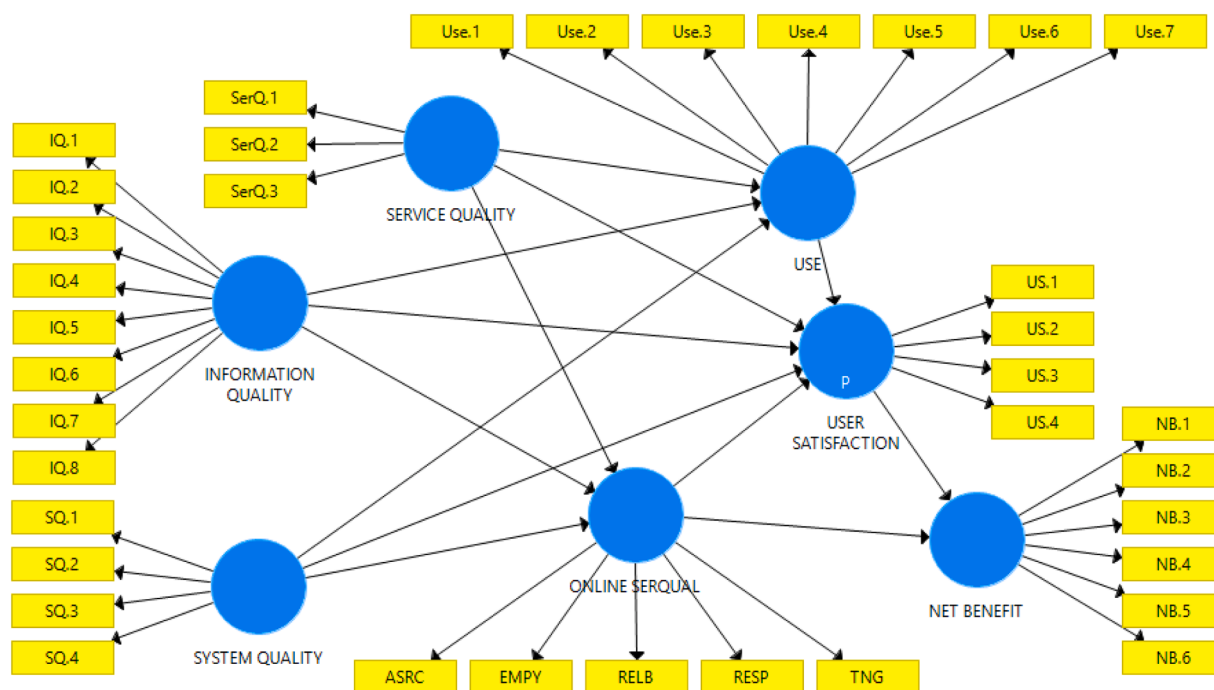 Use.1
Use.2
Use.3
Use.4
Use.5
Use.6
Use.7
SerQ.1
SerQ.2
SerQ.3
SERVICE QUALITY
IQ.1
IQ.2
IQ.3
IQ.4
IQ.5
IQ.6
IQ.7
IQ.8
INFORMATION
QUALITY
USE
US.1
US.2
US.3
US.4
P
USER
SATISFACTION
SQ.1
SQ.2
SQ.3
SQ.4
SYSTEM QUALITY
ONLINE SERQUAL
ASRC
EMPY
RELB
RESP
TNG
NB.1
NB.2
NB.3
NB.4
NB.5
NB.6
NET BENEFIT